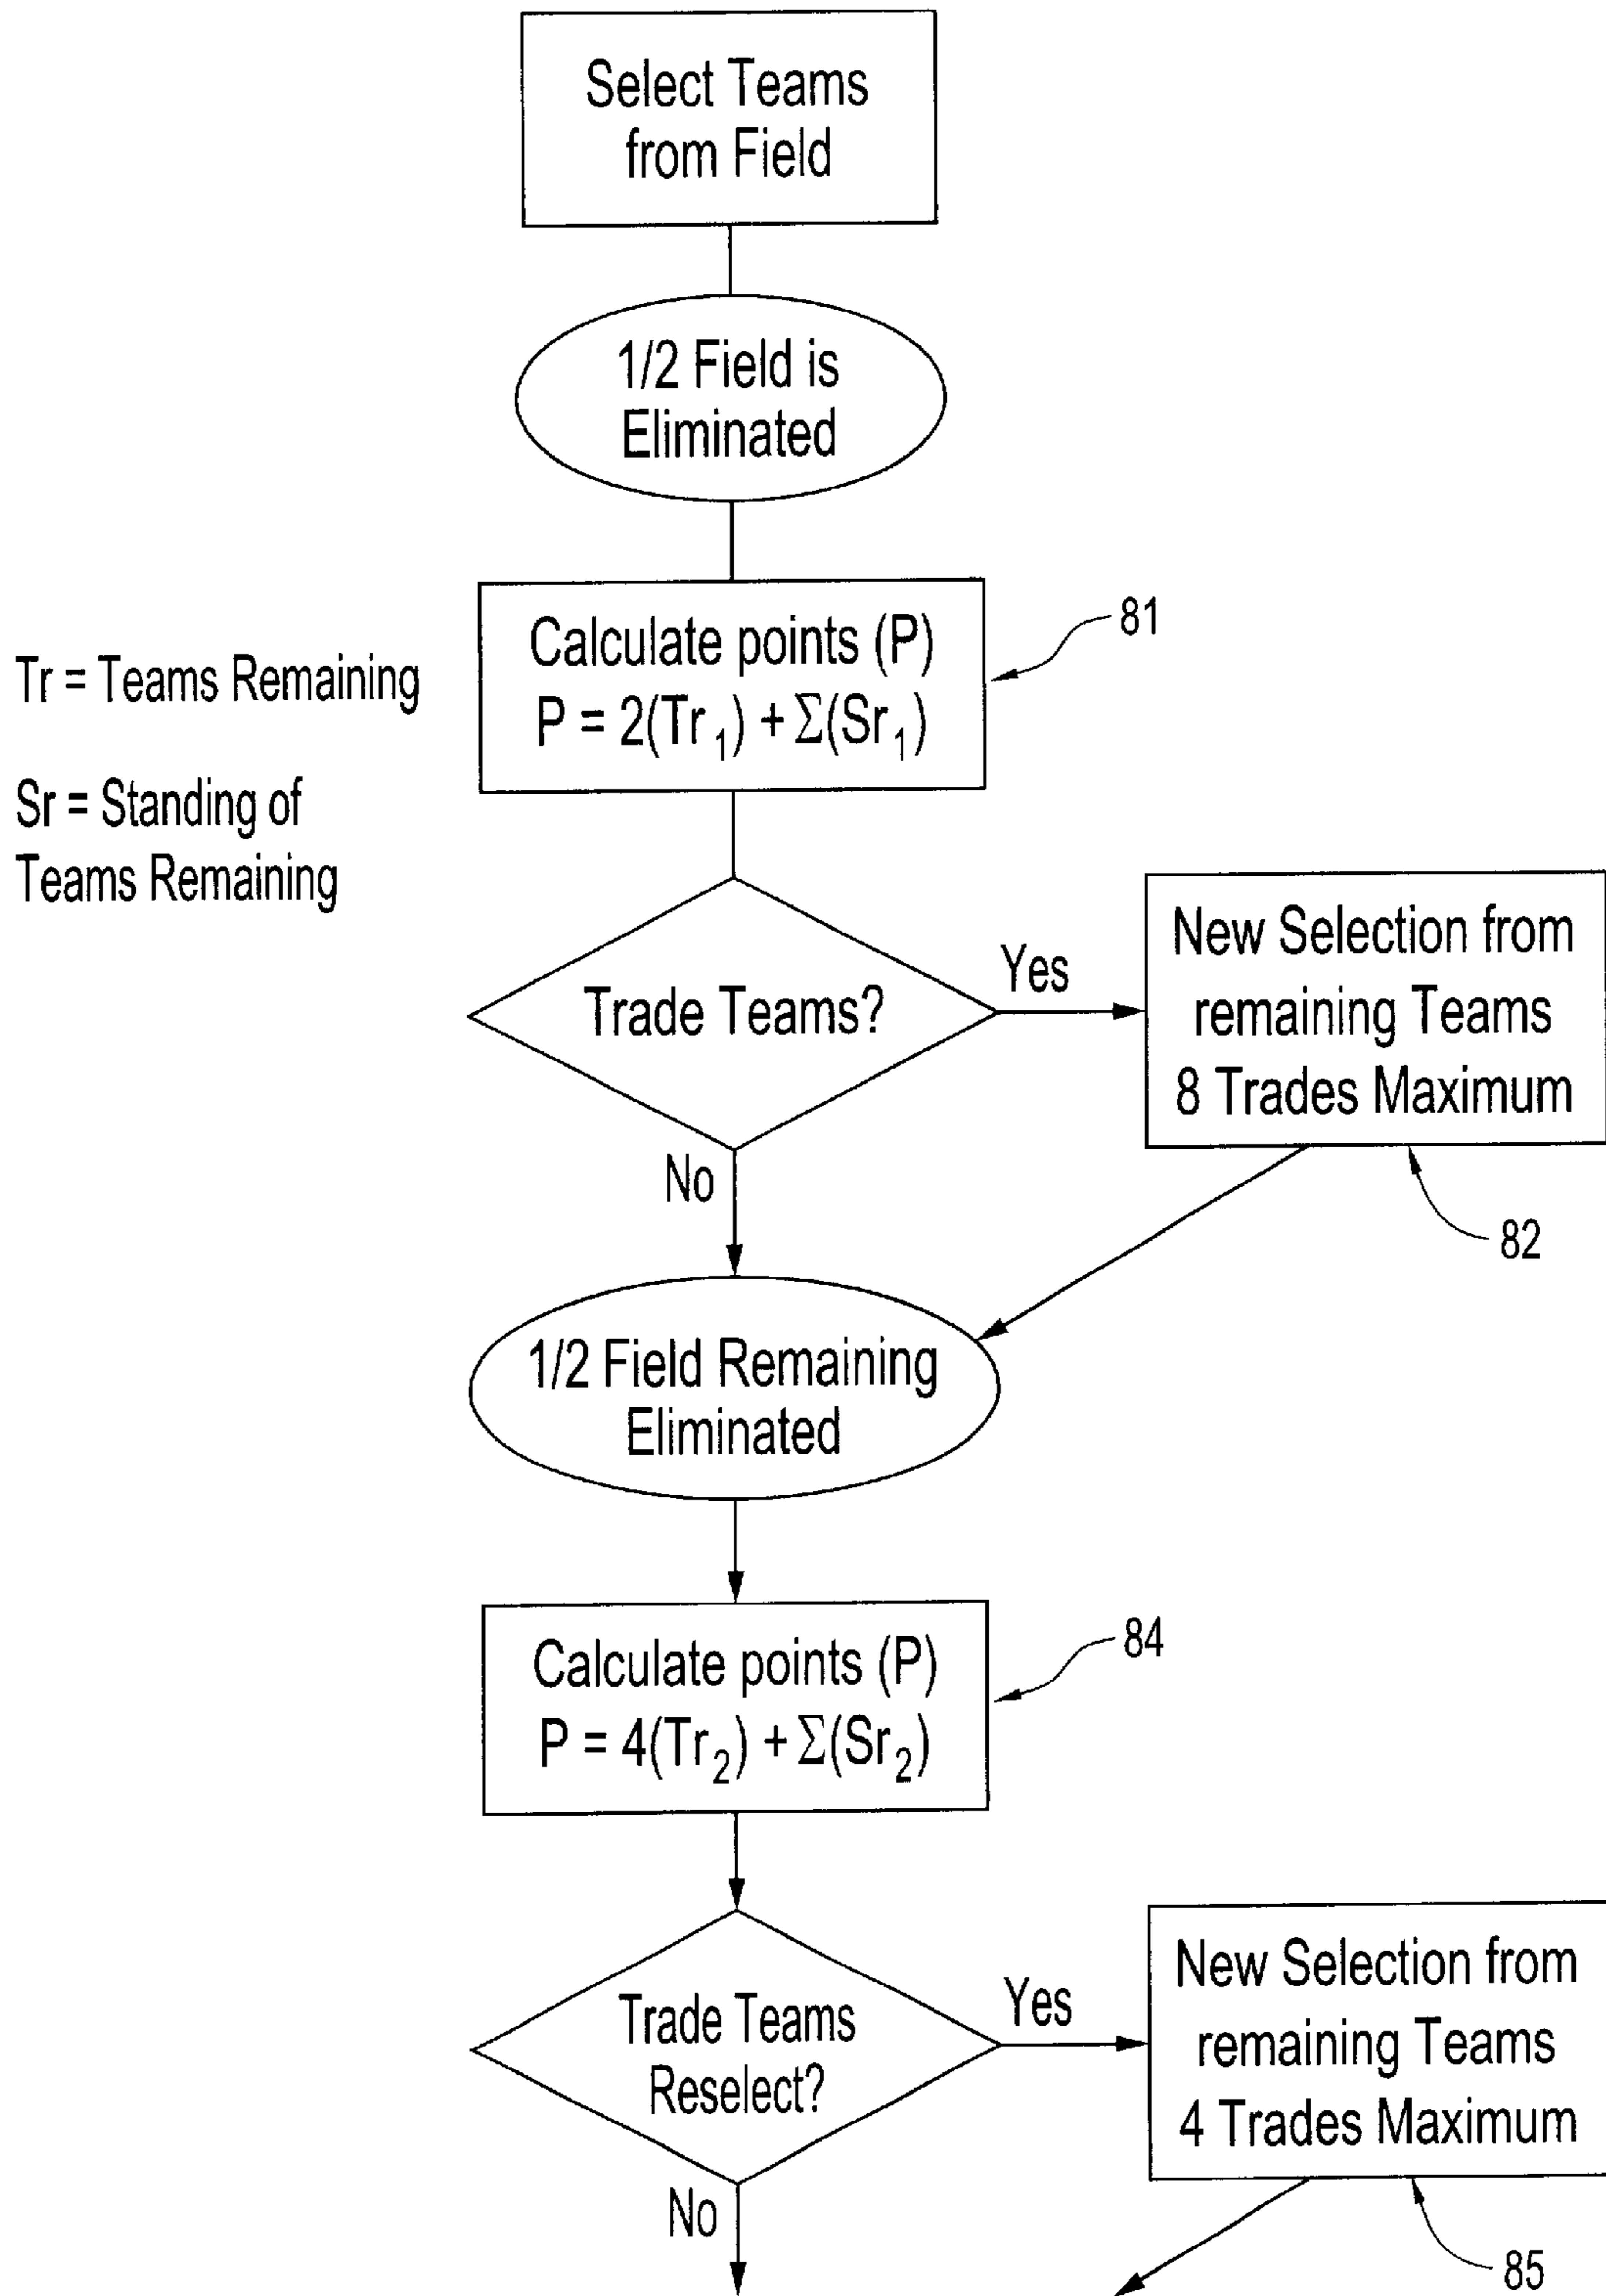 Select Teams
from Field
1/2 Field is
Eliminated
Calculate points (P)
P = 2(Tr₁) + Σ(Sr₁)
81
Tr = Teams Remaining
Sr = Standing of
Teams Remaining
Trade Teams?
Yes
New Selection from
remaining Teams
8 Trades Maximum
82
No
1/2 Field Remaining
Eliminated
Calculate points (P)
P = 4(Tr₂) + Σ(Sr₂)
84
Trade Teams
Reselect?
Yes
New Selection from
remaining Teams
4 Trades Maximum
85
No